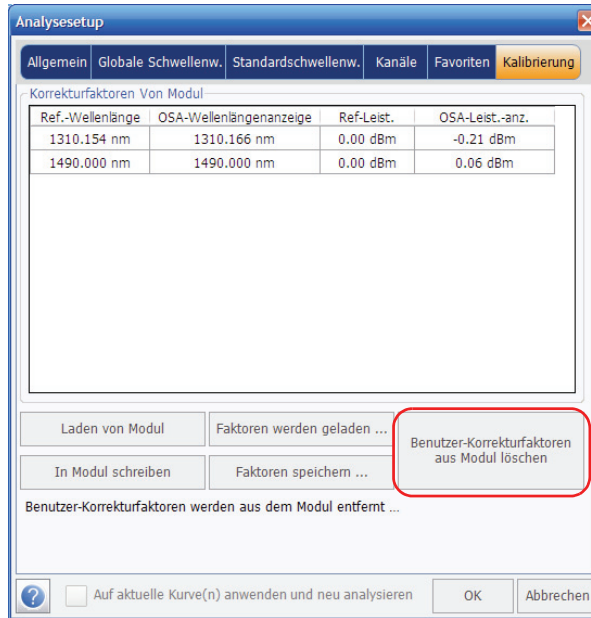 Analysesetup
Allgemein Globale Schwellenw. Standardschwellenw. Kanäle Favoriten Kalibrierung
Korrekturfaktoren Von Modul
Ref.-Wellenlänge OSA-Wellenlängenanzeige Ref-Leist. OSA-Leist.-anz.
1310.154 nm 1310.166 nm 0.00 dBm -0.21 dBm
1490.000 nm 1490.000 nm 0.00 dBm 0.06 dBm
Laden von Modul Faktoren werden geladen ...
Benutzer-Korrekturfaktoren
aus Modul löschen
In Modul schreiben Faktoren speichern ...
Benutzer-Korrekturfaktoren werden aus dem Modul entfernt ...
? Auf aktuelle Kurve(n) anwenden und neu analysieren OK Abbrechen